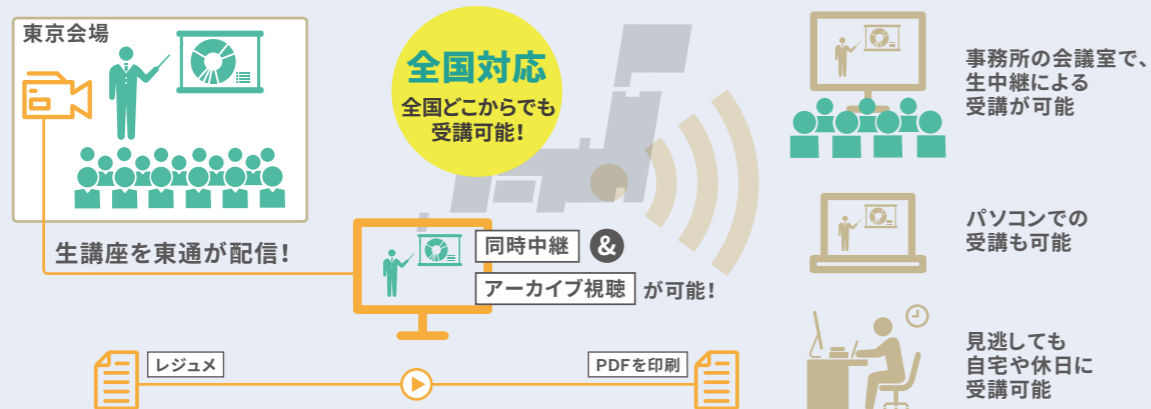 東京会場
全国対応
全国どこからでも
受講可能！
生講座を東通が配信！
同時中継
&
アーカイブ視聴 が可能！
レジュメ
PDFを印刷
事務所の会議室で、
生中継による
受講が可能
パソコンでの
受講も可能
見逃しても
自宅や休日に
受講可能